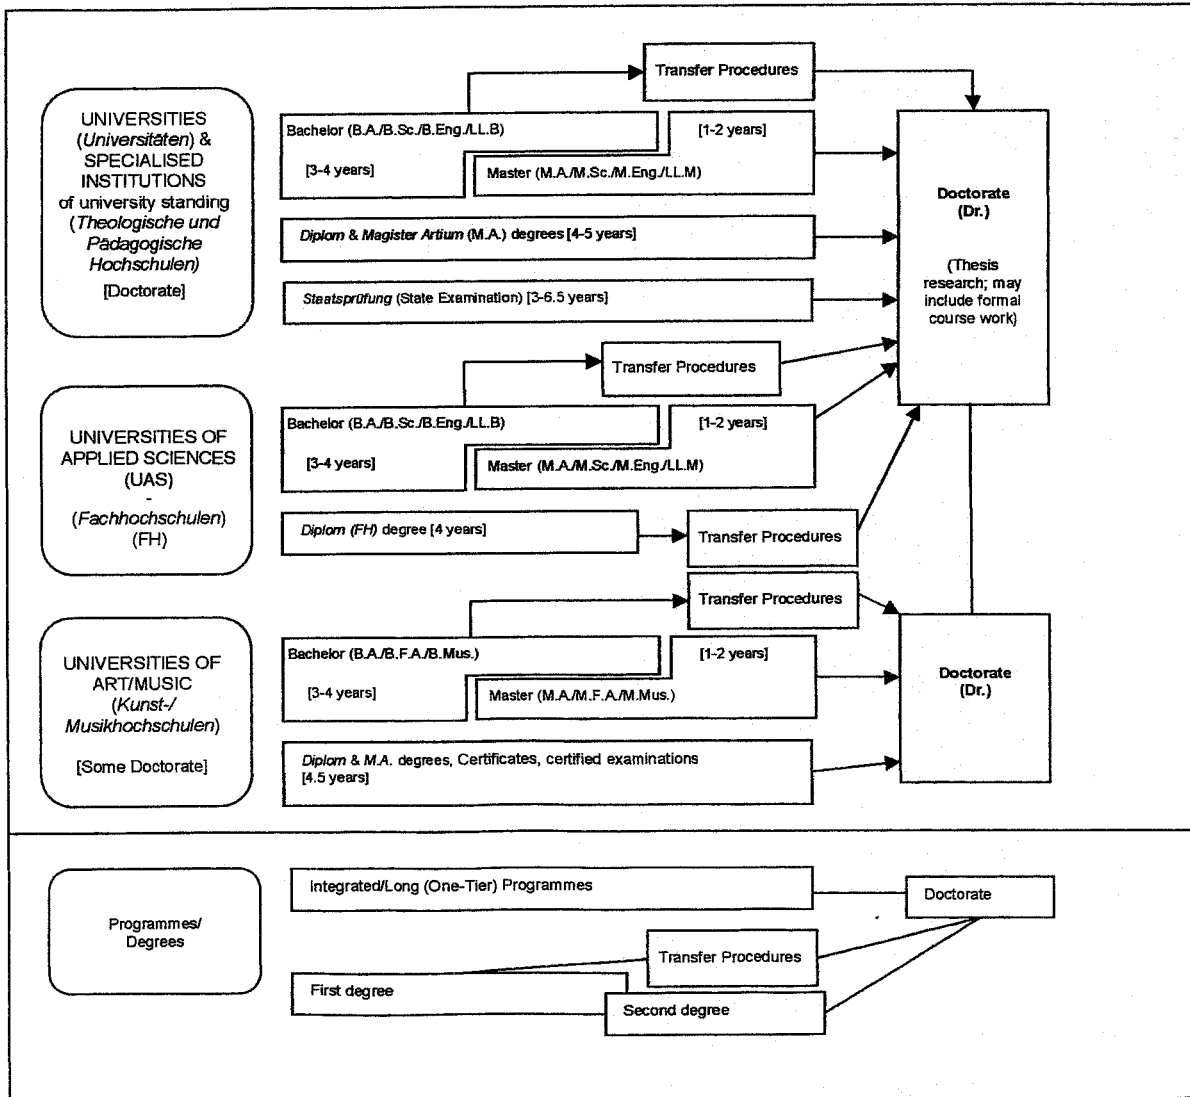 Transfer Procedures
UNIVERSITIES
(Universitäten) &
SPECIALISED
INSTITUTIONS
of university standing
(Theologische und
Pädagogische
Hochschulen)
[Doctorate]
Bachelor (B.A./B.Sc./B.Eng./LL.B)
[1-2 years]
[3-4 years]
Master (M.A./M.Sc./M.Eng./LL.M)
Diplom & Magister Artium (M.A.) degrees [4-5 years]
Staatsprüfung (State Examination) [3-6.5 years]
Doctorate
(Dr.)
(Thesis
research; may
include formal
course work)
Transfer Procedures
UNIVERSITIES OF
APPLIED SCIENCES
(UAS)
-
(Fachhochschulen)
(FH)
Bachelor (B.A./B.Sc./B.Eng./LL.B)
[1-2 years]
[3-4 years]
Master (M.A./M.Sc./M.Eng./LL.M)
Diplom (FH) degree [4 years]
Transfer Procedures
Transfer Procedures
UNIVERSITIES OF
ART/MUSIC
(Kunst-/
Musikhochschulen)
[Some Doctorate]
Bachelor (B.A./B.F.A./B.Mus.)
[1-2 years]
[3-4 years]
Master (M.A./M.F.A./M.Mus.)
Diplom & M.A. degrees, Certificates, certified examinations
[4.5 years]
Doctorate
(Dr.)
Programmes/
Degrees
Integrated/Long (One-Tier) Programmes
Doctorate
Transfer Procedures
First degree
Second degree